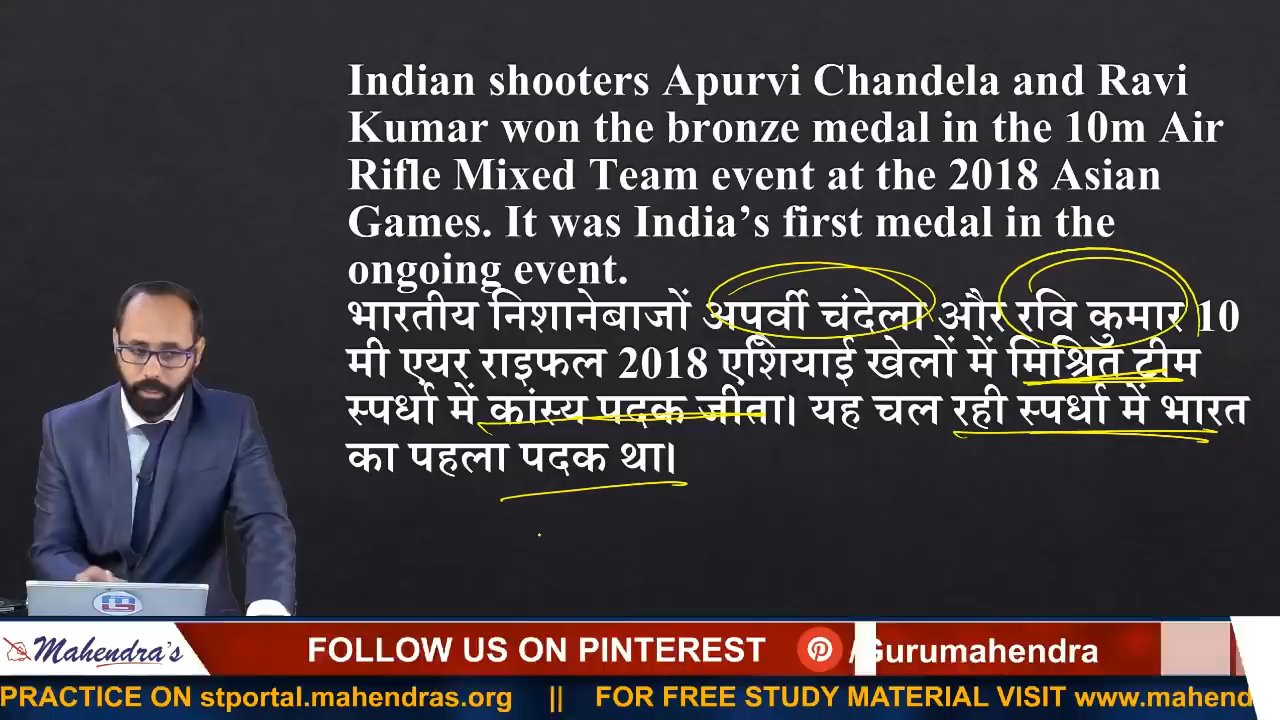 Indian shooters Apurvi Chandela and Ravi
Kumar won the bronze medal in the 10m Air
Rifle Mixed Team event at the 2018 Asian
Games. It was India’s first medal in the
ongoing event.
भारतीय निशानेबाजों अपूर्वी चंदेला और रवि कुमार 10
मी एयर राइफल 2018 एशियाई खेलों में मिश्रित टीम
स्पर्धा में कांस्य पदक जीता। यह चल रही स्पर्धा में भारत
का पहला पदक था।
Mahendra's
FOLLOW US ON PINTEREST
/Gurumahendra
PRACTICE ON stportal.mahendras.org || FOR FREE STUDY MATERIAL VISIT www.mahend